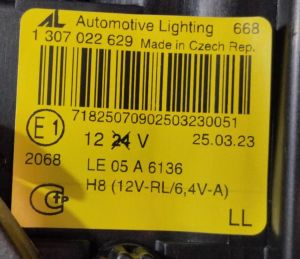 AL Automotive Lighting 668
1 307 022 629 Made in Czech Rep.
71825070902503230051
E1 12 24 V 25.03.23
2068 LE 05 A 6136
H8 (12V-RL/6,4V-A)
LL